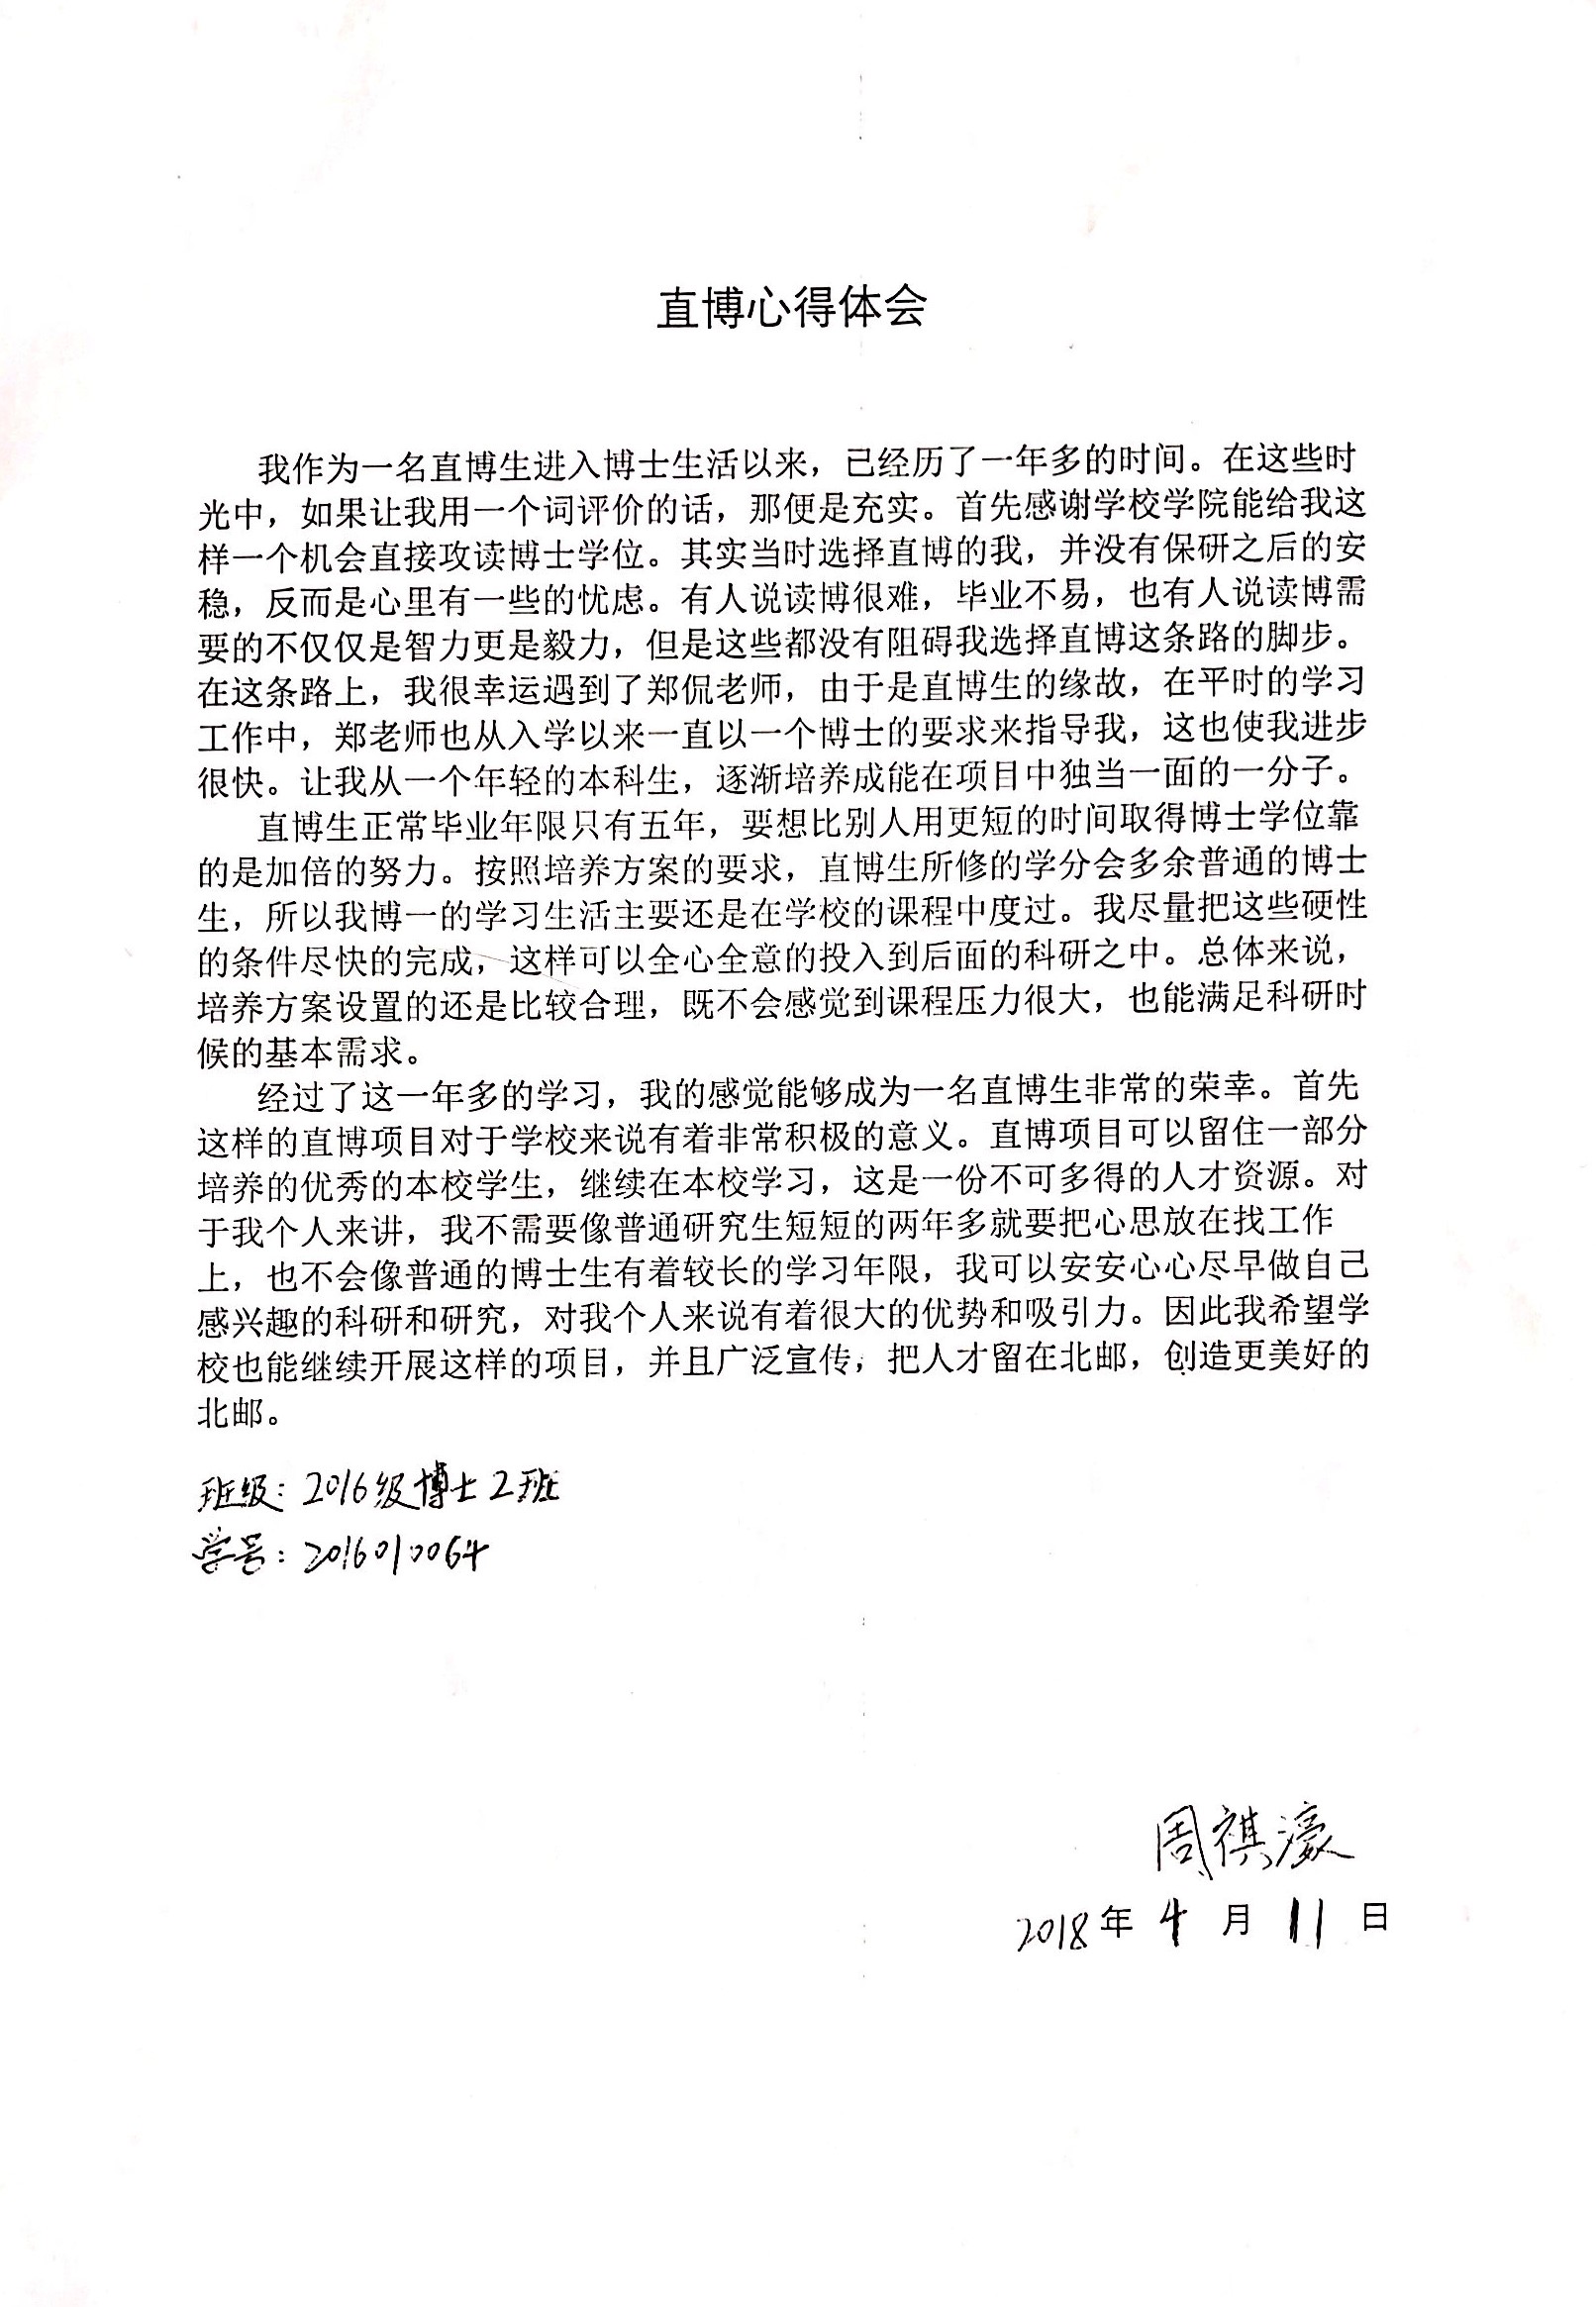 直博心得体会
我作为一名直博生进入博士生活以来，已经历了一年多的时间。在这些时
光中，如果让我用一个词评价的话，那便是充实。首先感谢学校学院能给我这
样一个机会直接攻读博士学位。其实当时选择直博的我，并没有保研之后的安
稳，反而是心里有一些的忧虑。有人说读博很难，毕业不易，也有人说读博需
要的不仅仅是智力更是毅力，但是这些都没有阻碍我选择直博这条路的脚步。
在这条路上，我很幸运遇到了郑侃老师，由于是直博生的缘故，在平时的学习
工作中，郑老师也从入学以来一直以一个博士的要求来指导我，这也使我进步
很快。让我从一个年轻的本科生，逐渐培养成能在项目中独当一面的一分子。
直博生正常毕业年限只有五年，要想比别人用更短的时间取得博士学位靠
的是加倍的努力。按照培养方案的要求，直博生所修的学分会多余普通的博士
生，所以我博一的学习生活主要还是在学校的课程中度过。我尽量把这些硬性
的条件尽快的完成，这样可以全心全意的投入到后面的科研之中。总体来说，
培养方案设置的还是比较合理，既不会感觉到课程压力很大，也能满足科研时
候的基本需求。
经过了这一年多的学习，我的感觉能够成为一名直博生非常的荣幸。首先
这样的直博项目对于学校来说有着非常积极的意义。直博项目可以留住一部分
培养的优秀的本校学生，继续在本校学习，这是一份不可多得的人才资源。对
于我个人来讲，我不需要像普通研究生短短的两年多就要把心思放在找工作
上，也不会像普通的博士生有着较长的学习年限，我可以安安心心尽早做自己
感兴趣的科研和研究，对我个人来说有着很大的优势和吸引力。因此我希望学
校也能继续开展这样的项目，并且广泛宣传，把人才留在北邮，创造更美好的
北邮。
班级：2016级博士2班
学号：2016010064
周祺濠
2018年 4 月 11 日